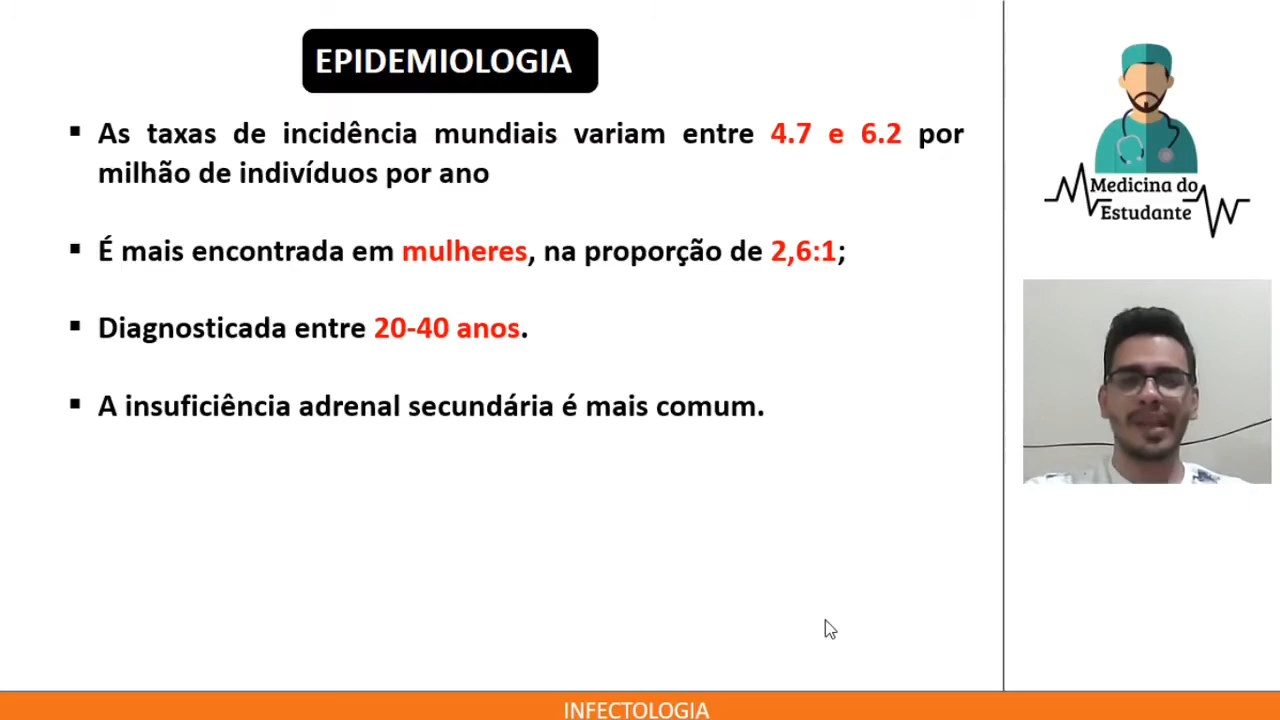 EPIDEMIOLOGIA
▪ As taxas de incidência mundiais variam entre 4.7 e 6.2 por
milhão de indivíduos por ano
▪ É mais encontrada em mulheres, na proporção de 2,6:1;
▪ Diagnosticada entre 20-40 anos.
▪ A insuficiência adrenal secundária é mais comum.
Medicina do
Estudante
INFECTOLOGIA